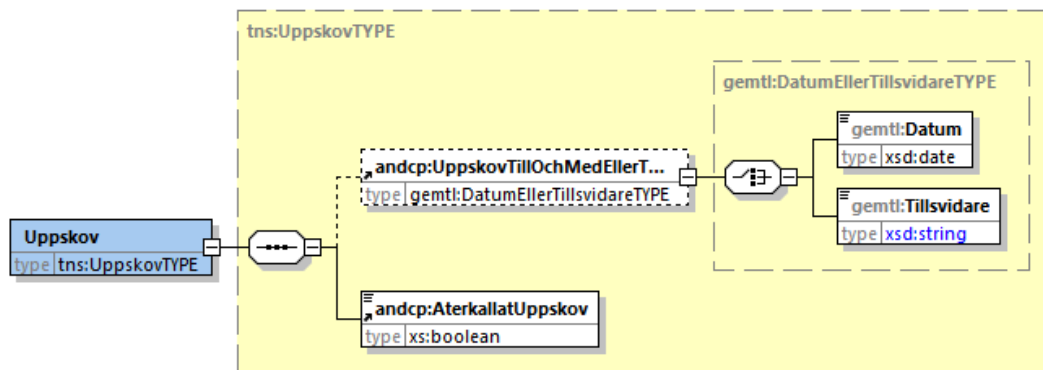 tns:UppskovTYPE
gemtl:DatumEllerTillsvidareTYPE
gemtl:Datum
type xsd:date
andcp:UppskovTillOchMedEllerT...
type gemtl:DatumEllerTillsvidareTYPE
gemtl:Tillsvidare
type xsd:string
Uppskov
type tns:UppskovTYPE
andcp:AterkallatUppskov
type xs:boolean